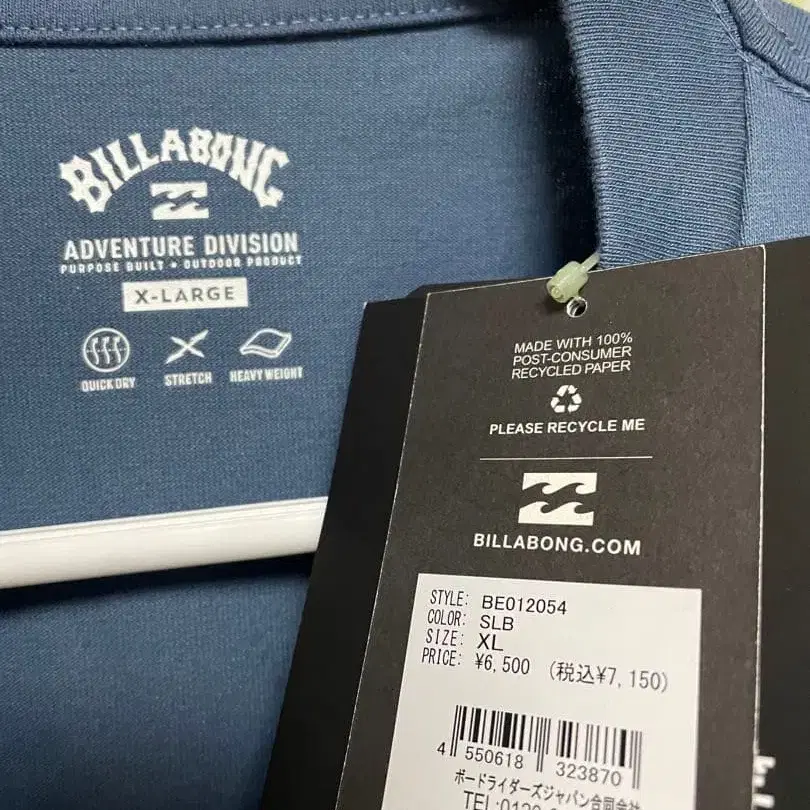 BILLABONG
ADVENTURE DIVISION
PURPOSE BUILT • OUTDOOR PRODUCT
X-LARGE
QUICK DRY
STRETCH
HEAVY WEIGHT
MADE WITH 100%
POST-CONSUMER
RECYCLED PAPER
PLEASE RECYCLE ME
BILLABONG.COM
STYLE: BE012054
COLOR: SLB
SIZE: XL
PRICE: ¥6,500 (税込¥7,150)
4 550618 323870
ボードライダーズジャパン合同会社
TEL:0120